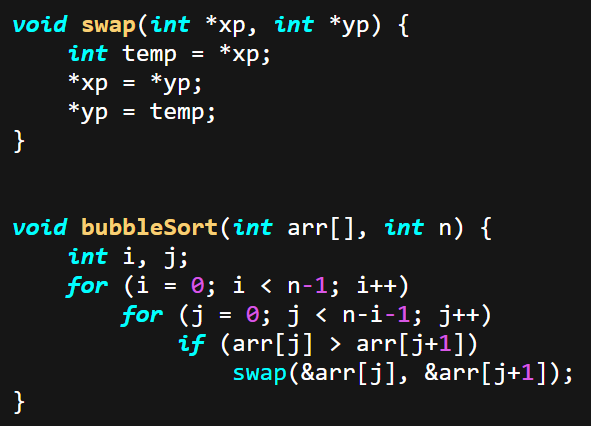 void swap(int *xp, int *yp) {
    int temp = *xp;
    *xp = *yp;
    *yp = temp;
}
void bubbleSort(int arr[], int n) {
    int i, j;
    for (i = 0; i < n-1; i++)
        for (j = 0; j < n-i-1; j++)
            if (arr[j] > arr[j+1])
                swap(&arr[j], &arr[j+1]);
}